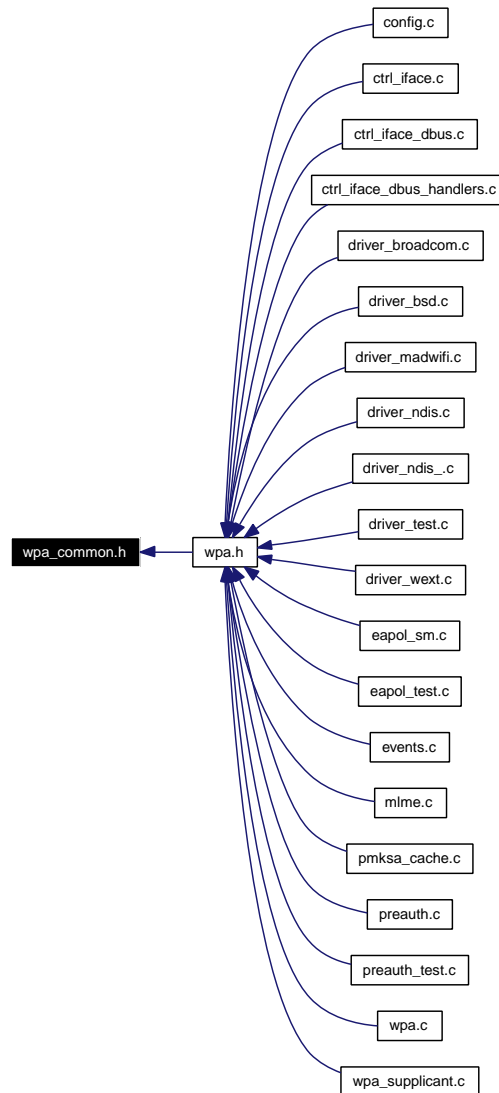 config.c
ctrl_iface.c
ctrl_iface_dbus.c
ctrl_iface_dbus_handlers.c
driver_broadcom.c
driver_bsd.c
driver_madwifi.c
driver_ndis.c
driver_ndis_.c
driver_test.c
wpa_common.h
wpa.h
driver_wext.c
eapol_sm.c
eapol_test.c
events.c
mlme.c
pmksa_cache.c
preauth.c
preauth_test.c
wpa.c
wpa_supplicant.c